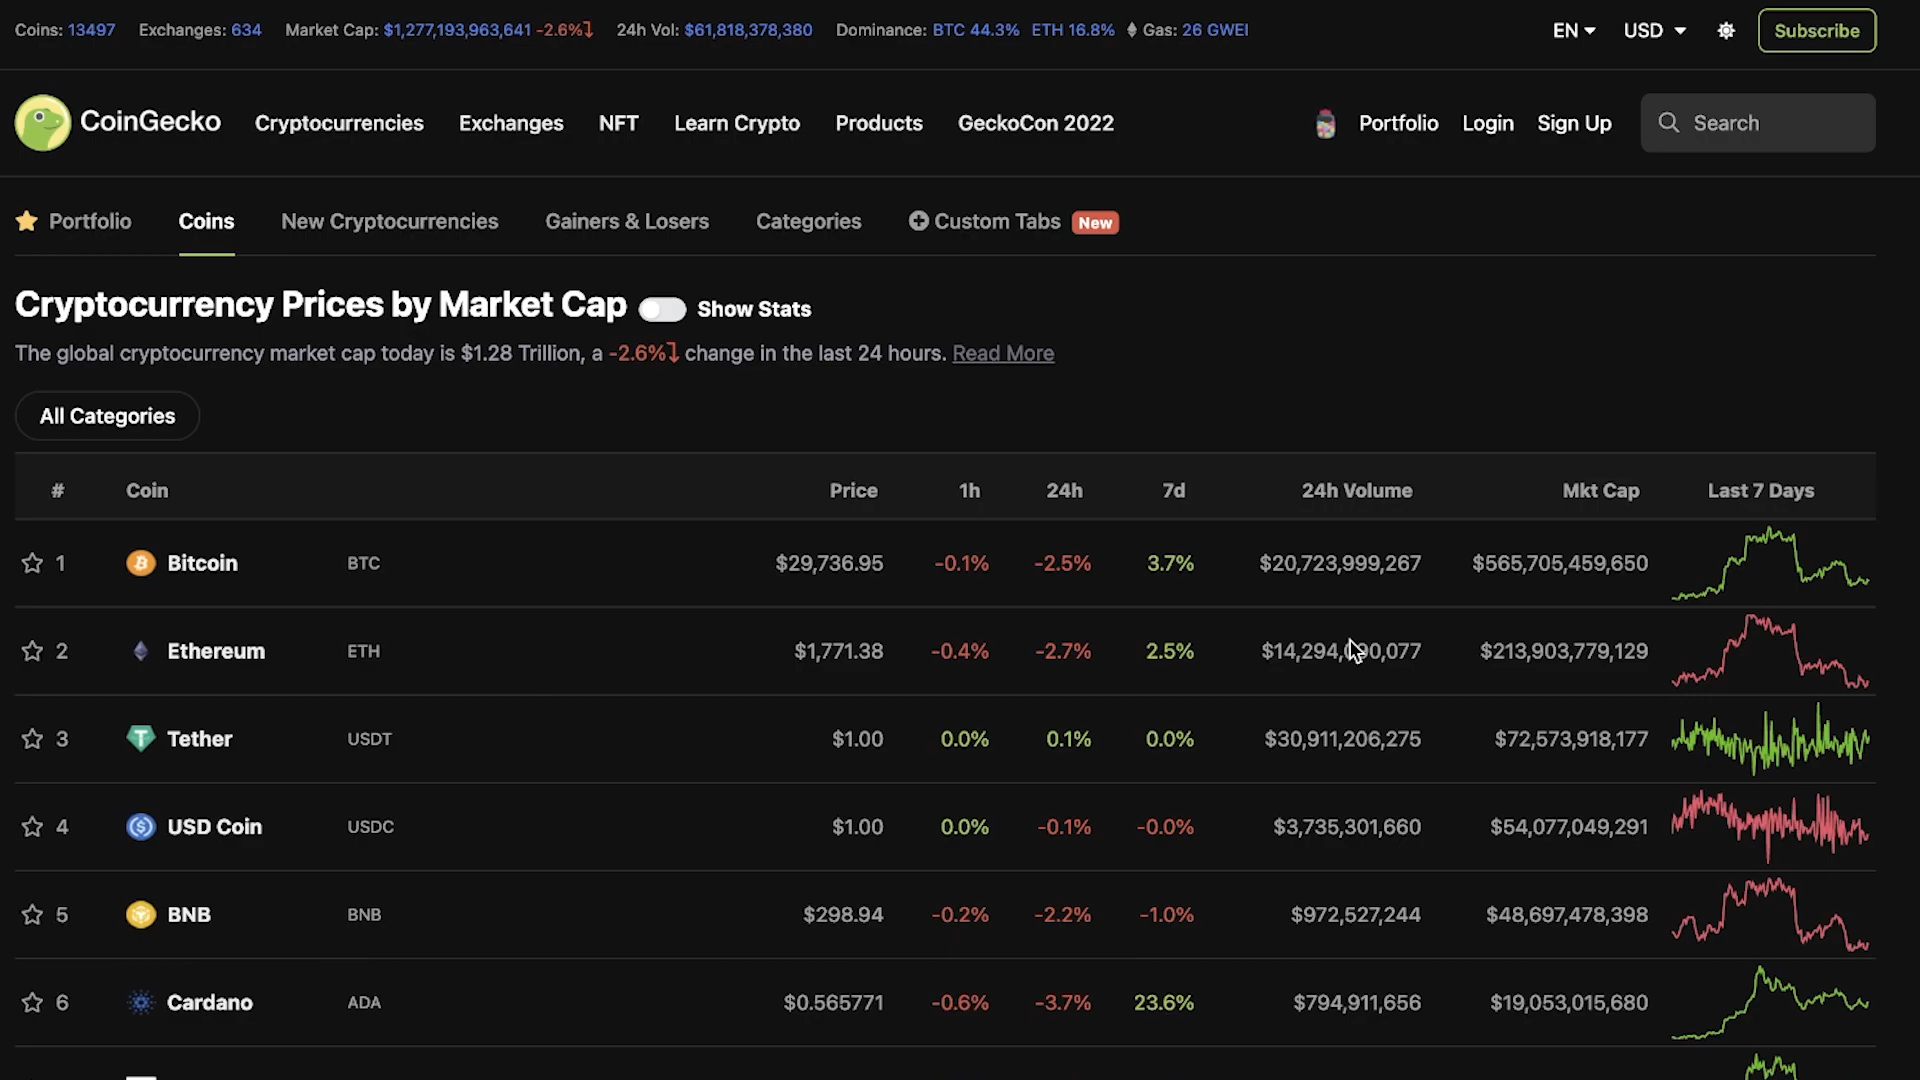 Coins: 13497 Exchanges: 634 Market Cap: $1,277,193,963,641 -2.6% 24h Vol: $61,818,378,380 Dominance: BTC 44.3% ETH 16.8% Gas: 26 GWEI EN USD Subscribe
CoinGecko Cryptocurrencies Exchanges NFT Learn Crypto Products GeckoCon 2022 Portfolio Login Sign Up Search
Portfolio Coins New Cryptocurrencies Gainers & Losers Categories Custom Tabs New
Cryptocurrency Prices by Market Cap Show Stats
The global cryptocurrency market cap today is $1.28 Trillion, a -2.6% change in the last 24 hours. Read More
All Categories
# Coin Price 1h 24h 7d 24h Volume Mkt Cap Last 7 Days
1 Bitcoin BTC $29,736.95 -0.1% -2.5% 3.7% $20,723,999,267 $565,705,459,650
2 Ethereum ETH $1,771.38 -0.4% -2.7% 2.5% $213,903,779,129
3 Tether USDT $1.00 0.0% 0.1% 0.0% $30,911,206,275 $72,573,918,177
4 USD Coin USDC $1.00 0.0% -0.1% -0.0% $3,735,301,660 $54,077,049,291
5 BNB BNB $298.94 -0.2% -2.2% -1.0% $972,527,244 $48,697,478,398
6 Cardano ADA $0.565771 -0.6% -3.7% 23.6% $794,911,656 $19,053,015,680